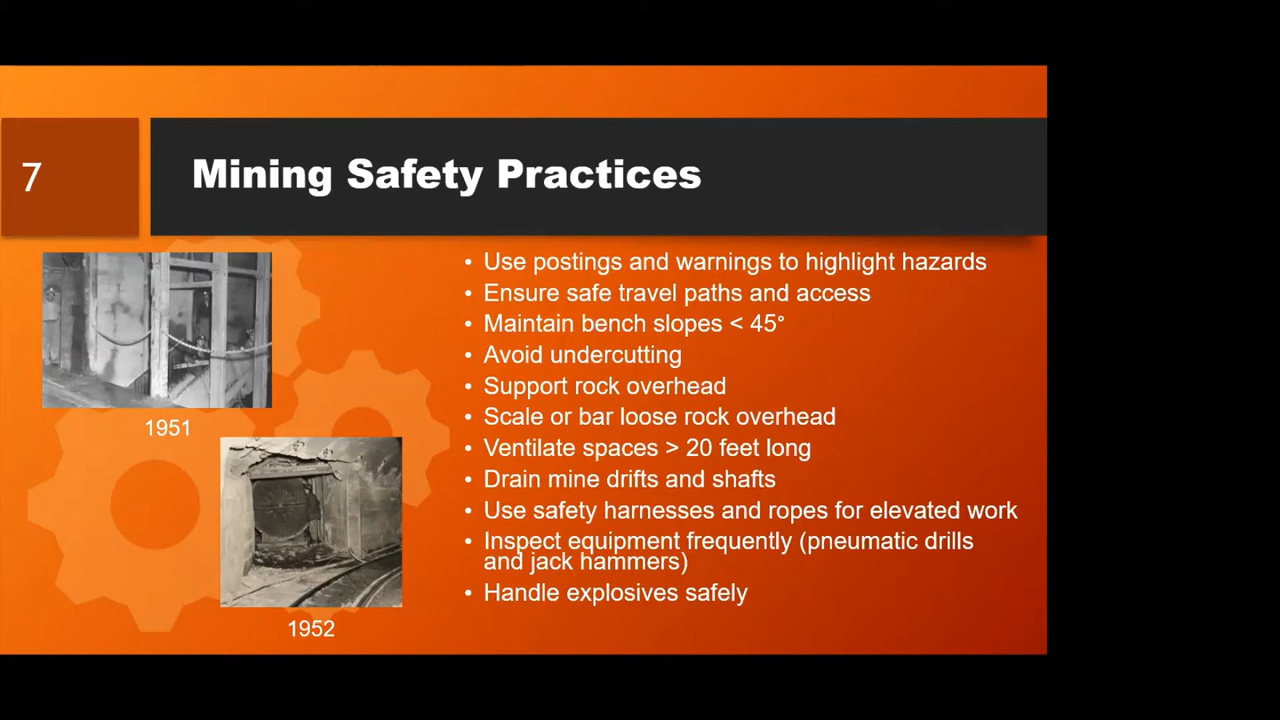 7
Mining Safety Practices
• Use postings and warnings to highlight hazards
• Ensure safe travel paths and access
• Maintain bench slopes < 45°
• Avoid undercutting
• Support rock overhead
• Scale or bar loose rock overhead
• Ventilate spaces > 20 feet long
• Drain mine drifts and shafts
• Use safety harnesses and ropes for elevated work
• Inspect equipment frequently (pneumatic drills
and jack hammers)
• Handle explosives safely
1951
1952